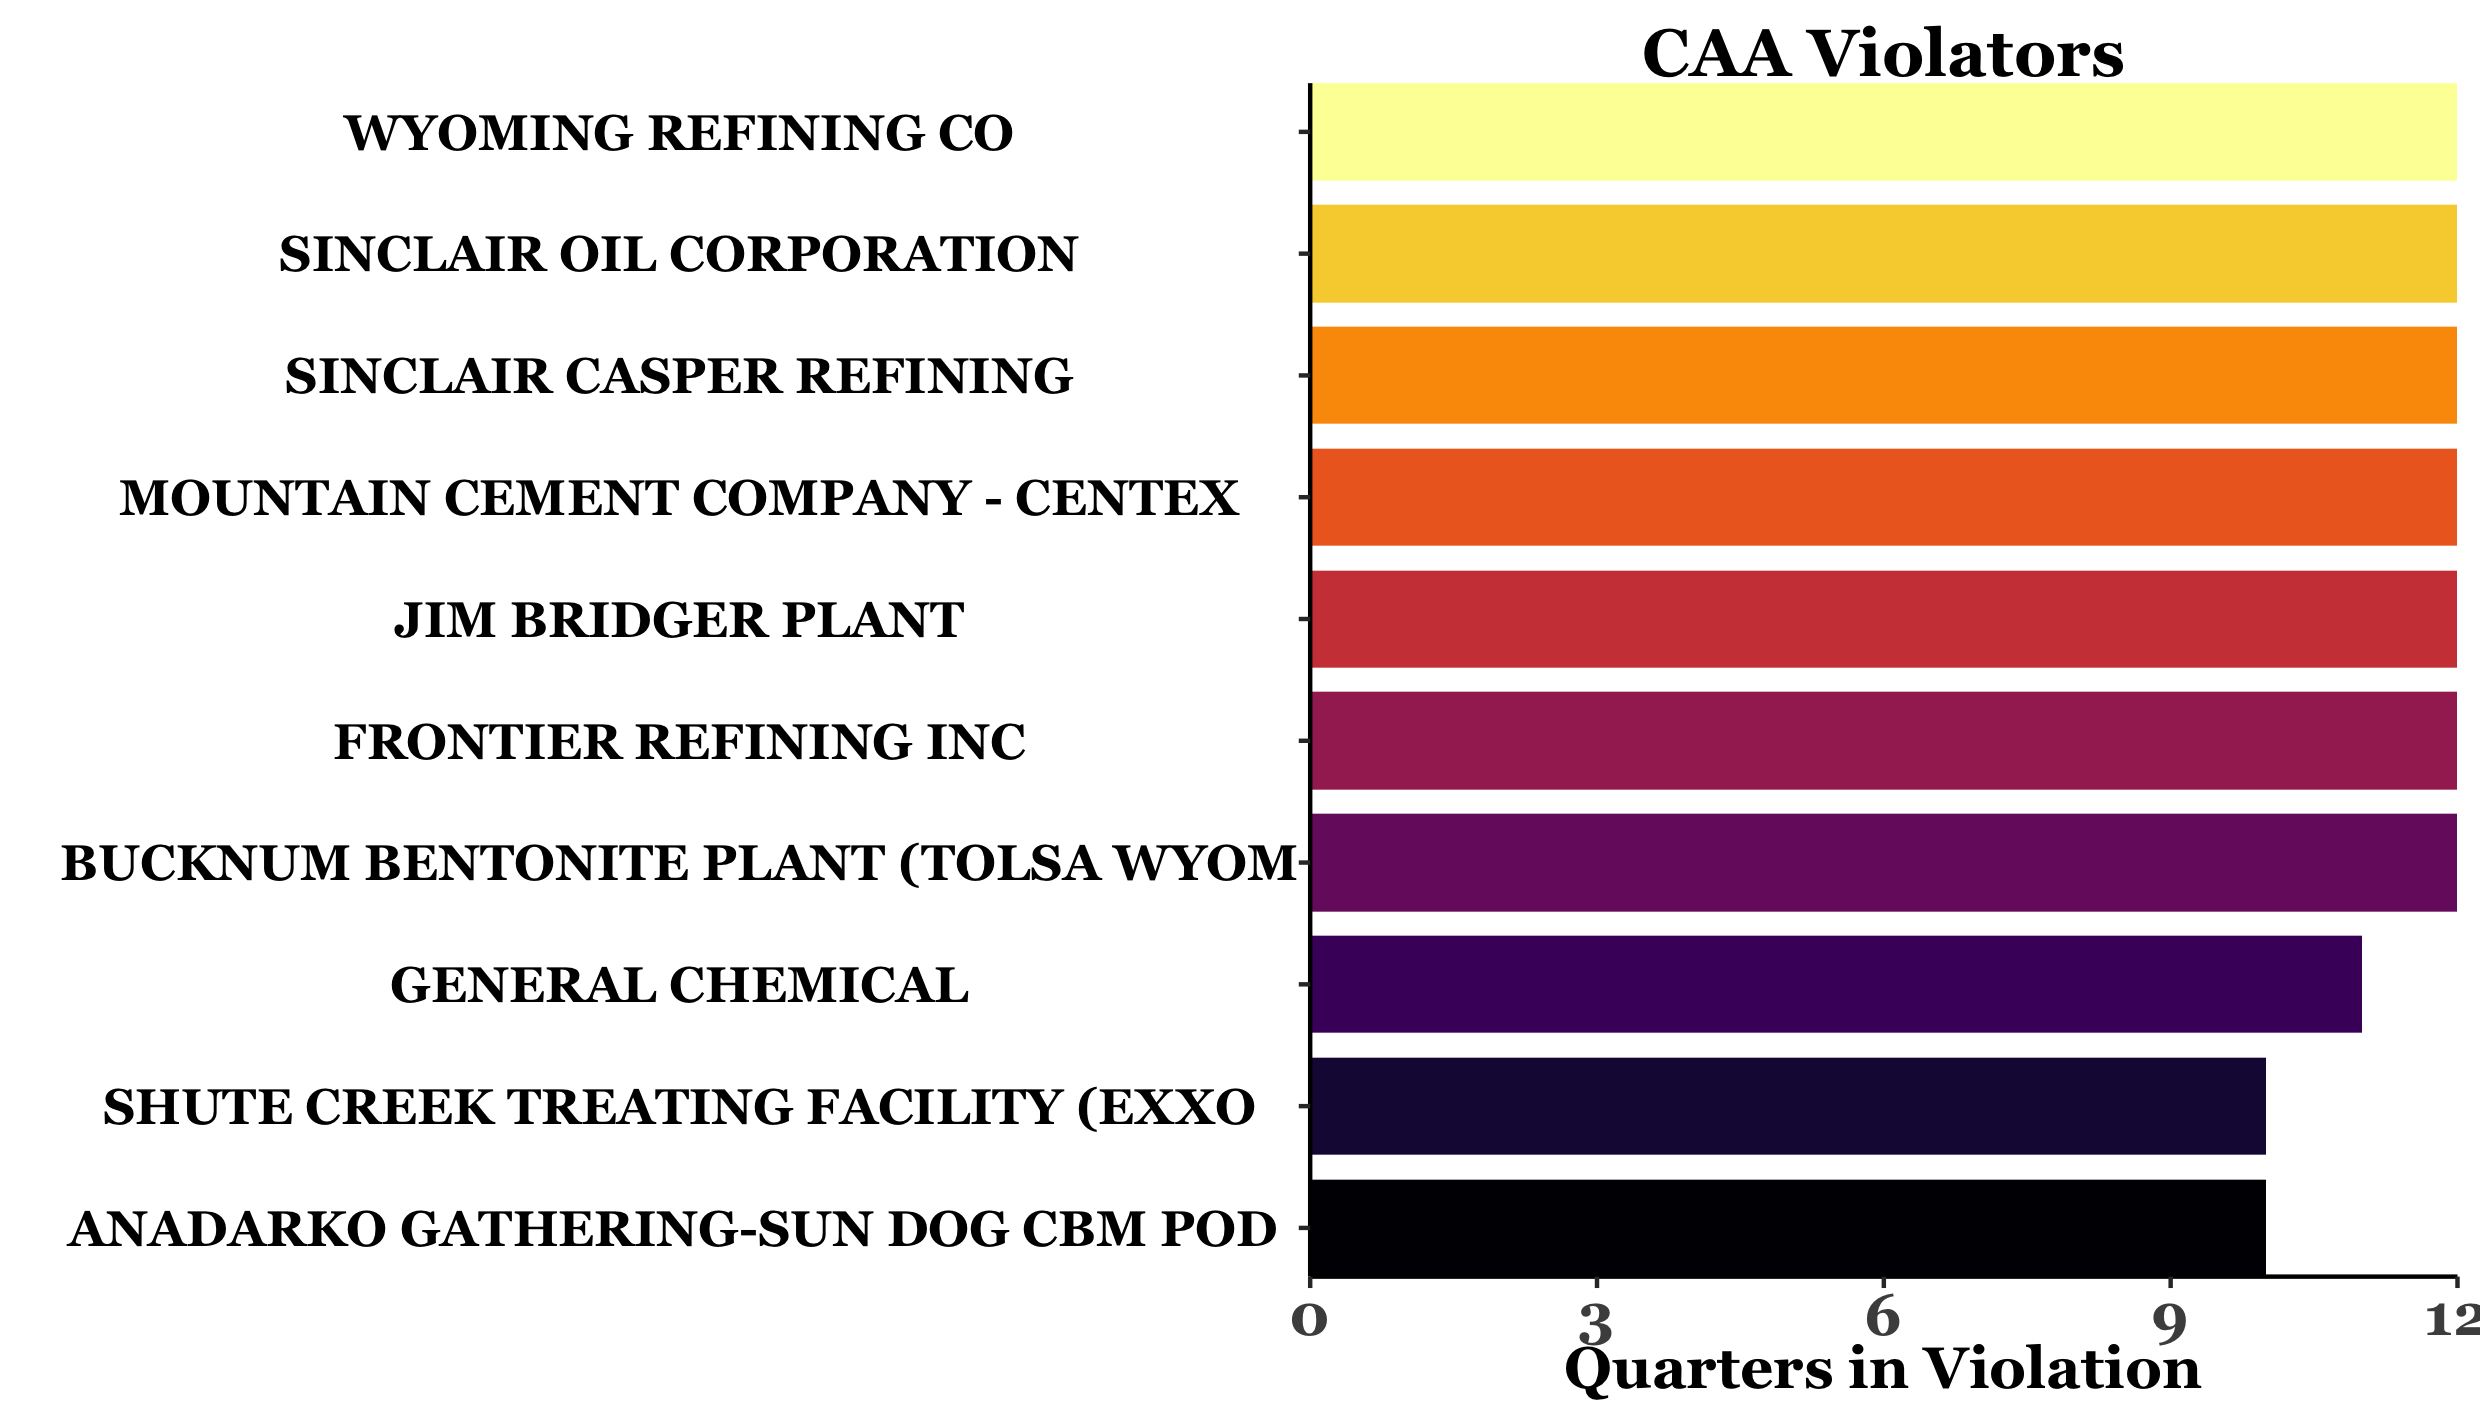 CAA Violators
WYOMING REFINING CO
SINCLAIR OIL CORPORATION
SINCLAIR CASPER REFINING
MOUNTAIN CEMENT COMPANY - CENTEX
JIM BRIDGER PLANT
FRONTIER REFINING INC
BUCKNUM BENTONITE PLANT (TOLSA WYOM
GENERAL CHEMICAL
SHUTE CREEK TREATING FACILITY (EXXO
ANADARKO GATHERING-SUN DOG CBM POD
0 3 6 9 12
Quarters in Violation